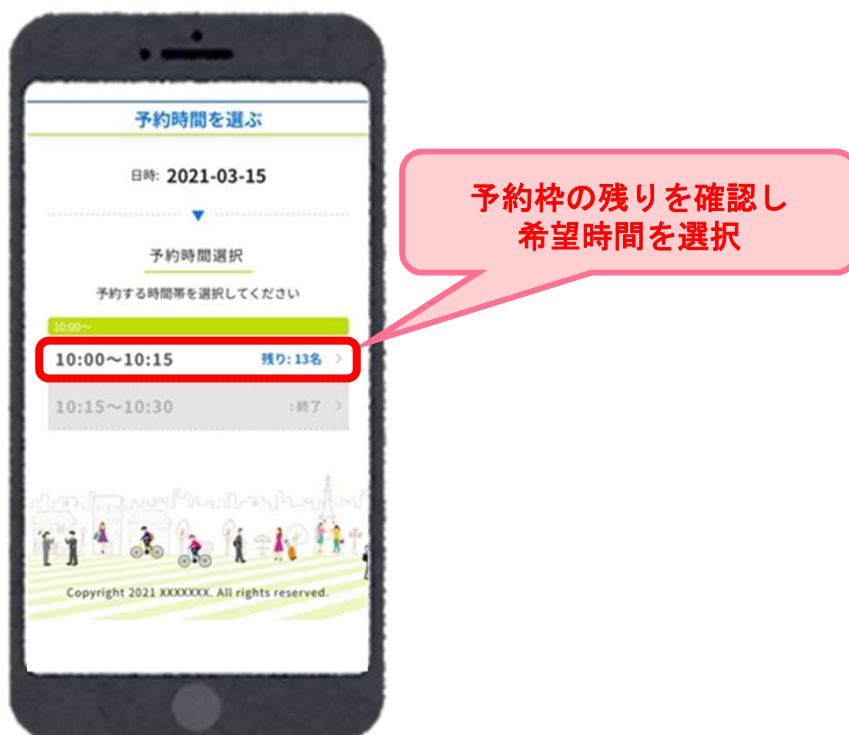 予約時間を選ぶ
日時: 2021-03-15
予約時間選択
予約する時間帯を選択してください
10:00～
10:00～10:15 残り: 13名 >
10:15～10:30 : 終了 >
Copyright 2021 XXXXXXX. All rights reserved.
予約枠の残りを確認し
希望時間を選択